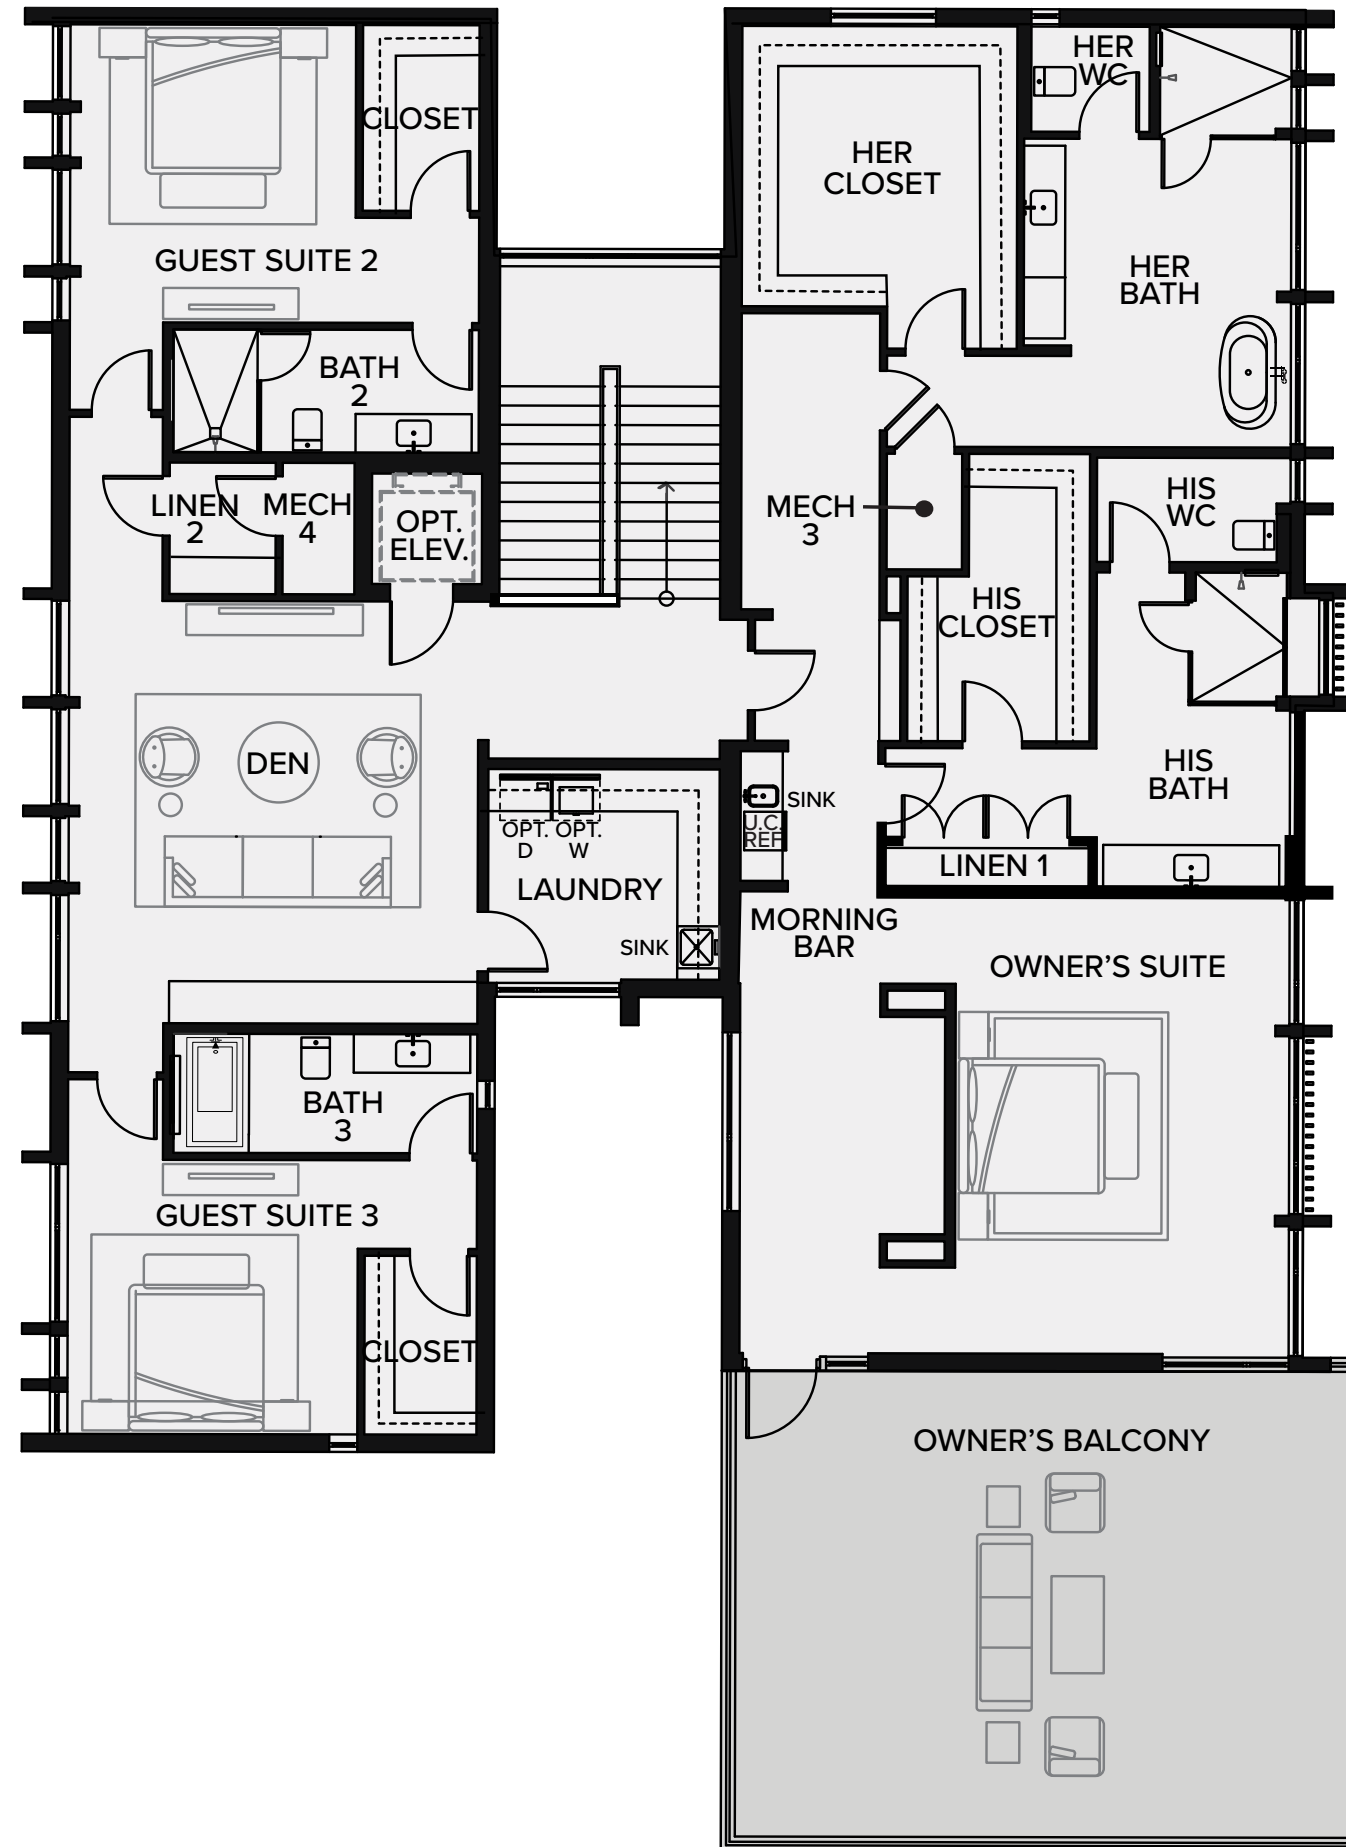 HER
WC
CLOSET
HER
CLOSET
GUEST SUITE 2
HER
BATH
BATH
2
LINEN
2
MECH
4
OPT.
ELEV.
MECH
3
HIS
WC
HIS
CLOSET
DEN
HIS
BATH
SINK
U.C.
REF
OPT.
D
OPT.
W
LAUNDRY
LINEN 1
SINK
MORNING
BAR
OWNER'S SUITE
BATH
3
GUEST SUITE 3
CLOSET
OWNER'S BALCONY